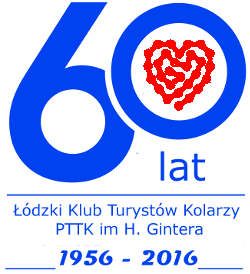 60
lat
Łódzki Klub Turystów Kolarzy
PTTK im H. Gintera
1956 - 2016